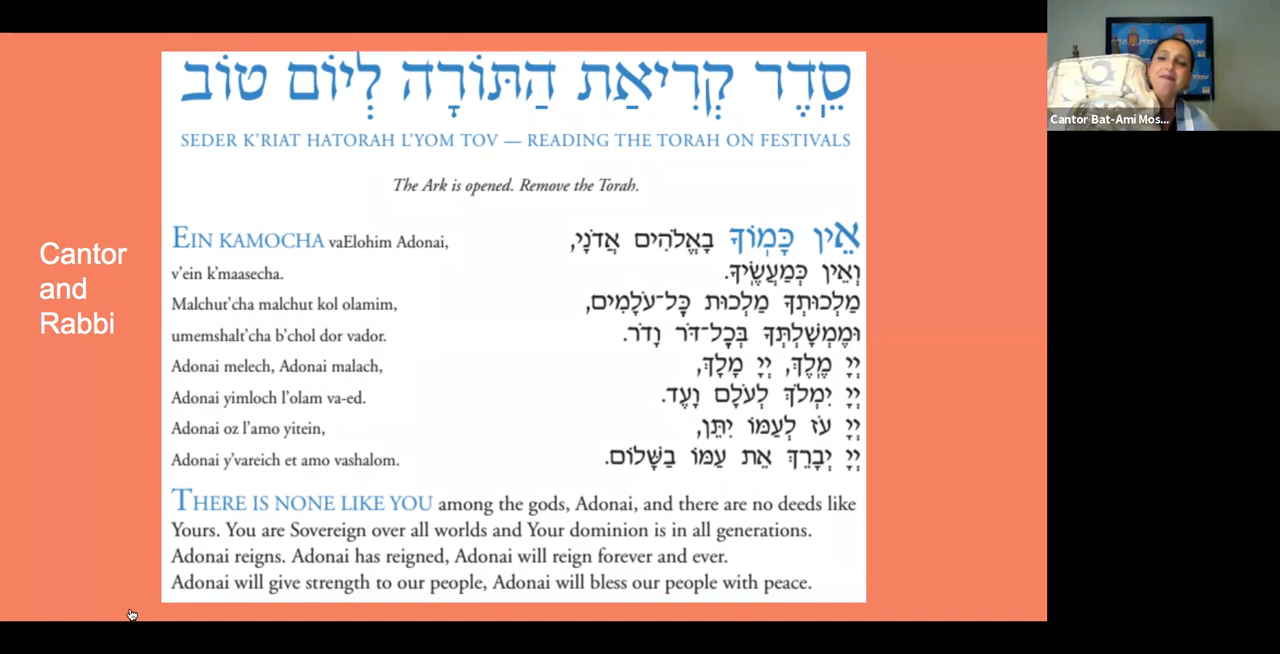 סֵֽדֶר קְרִיאַת הַתּוֹרָה לְיוֹם טוֹב
SEDER K’RIAT HATORAH L’YOM TOV — READING THE TORAH ON FESTIVALS
The Ark is opened. Remove the Torah.
Cantor
and
Rabbi
EIN KAMOCHA vaElohim Adonai,
v’ein k’maasecha.
Malchut’cha malchut kol olamim,
umemshalt’cha b’chol dor vador.
Adonai melech, Adonai malach,
Adonai yimloch l’olam va-ed.
Adonai oz l’amo yitein,
Adonai y’vareich et amo vashalom.
אֵין כָּמֽוֹךָ בָאֱלֹהִים אֲדֹנָי,
וְאֵין כְּמַעֲשֶֽׂיךָ.
מַלְכוּתְךָ מַלְכוּת כׇּל־עֹלָמִים,
וּמֶמְשַׁלְתְּךָ בְּכׇל־דֹּר וָדֹר.
יְיָ מֶֽלֶךְ, יְיָ מָלָךְ,
יְיָ יִמְלֹךְ לְעֹלָם וָעֶד.
יְיָ עֹז לְעַמּוֹ יִתֵּן,
יְיָ יְבָרֵךְ אֶת עַמּוֹ בַשָּׁלוֹם.
THERE IS NONE LIKE YOU among the gods, Adonai, and there are no deeds like
Yours. You are Sovereign over all worlds and Your dominion is in all generations.
Adonai reigns. Adonai has reigned, Adonai will reign forever and ever.
Adonai will give strength to our people, Adonai will bless our people with peace.
Cantor Bat-Ami Mos...